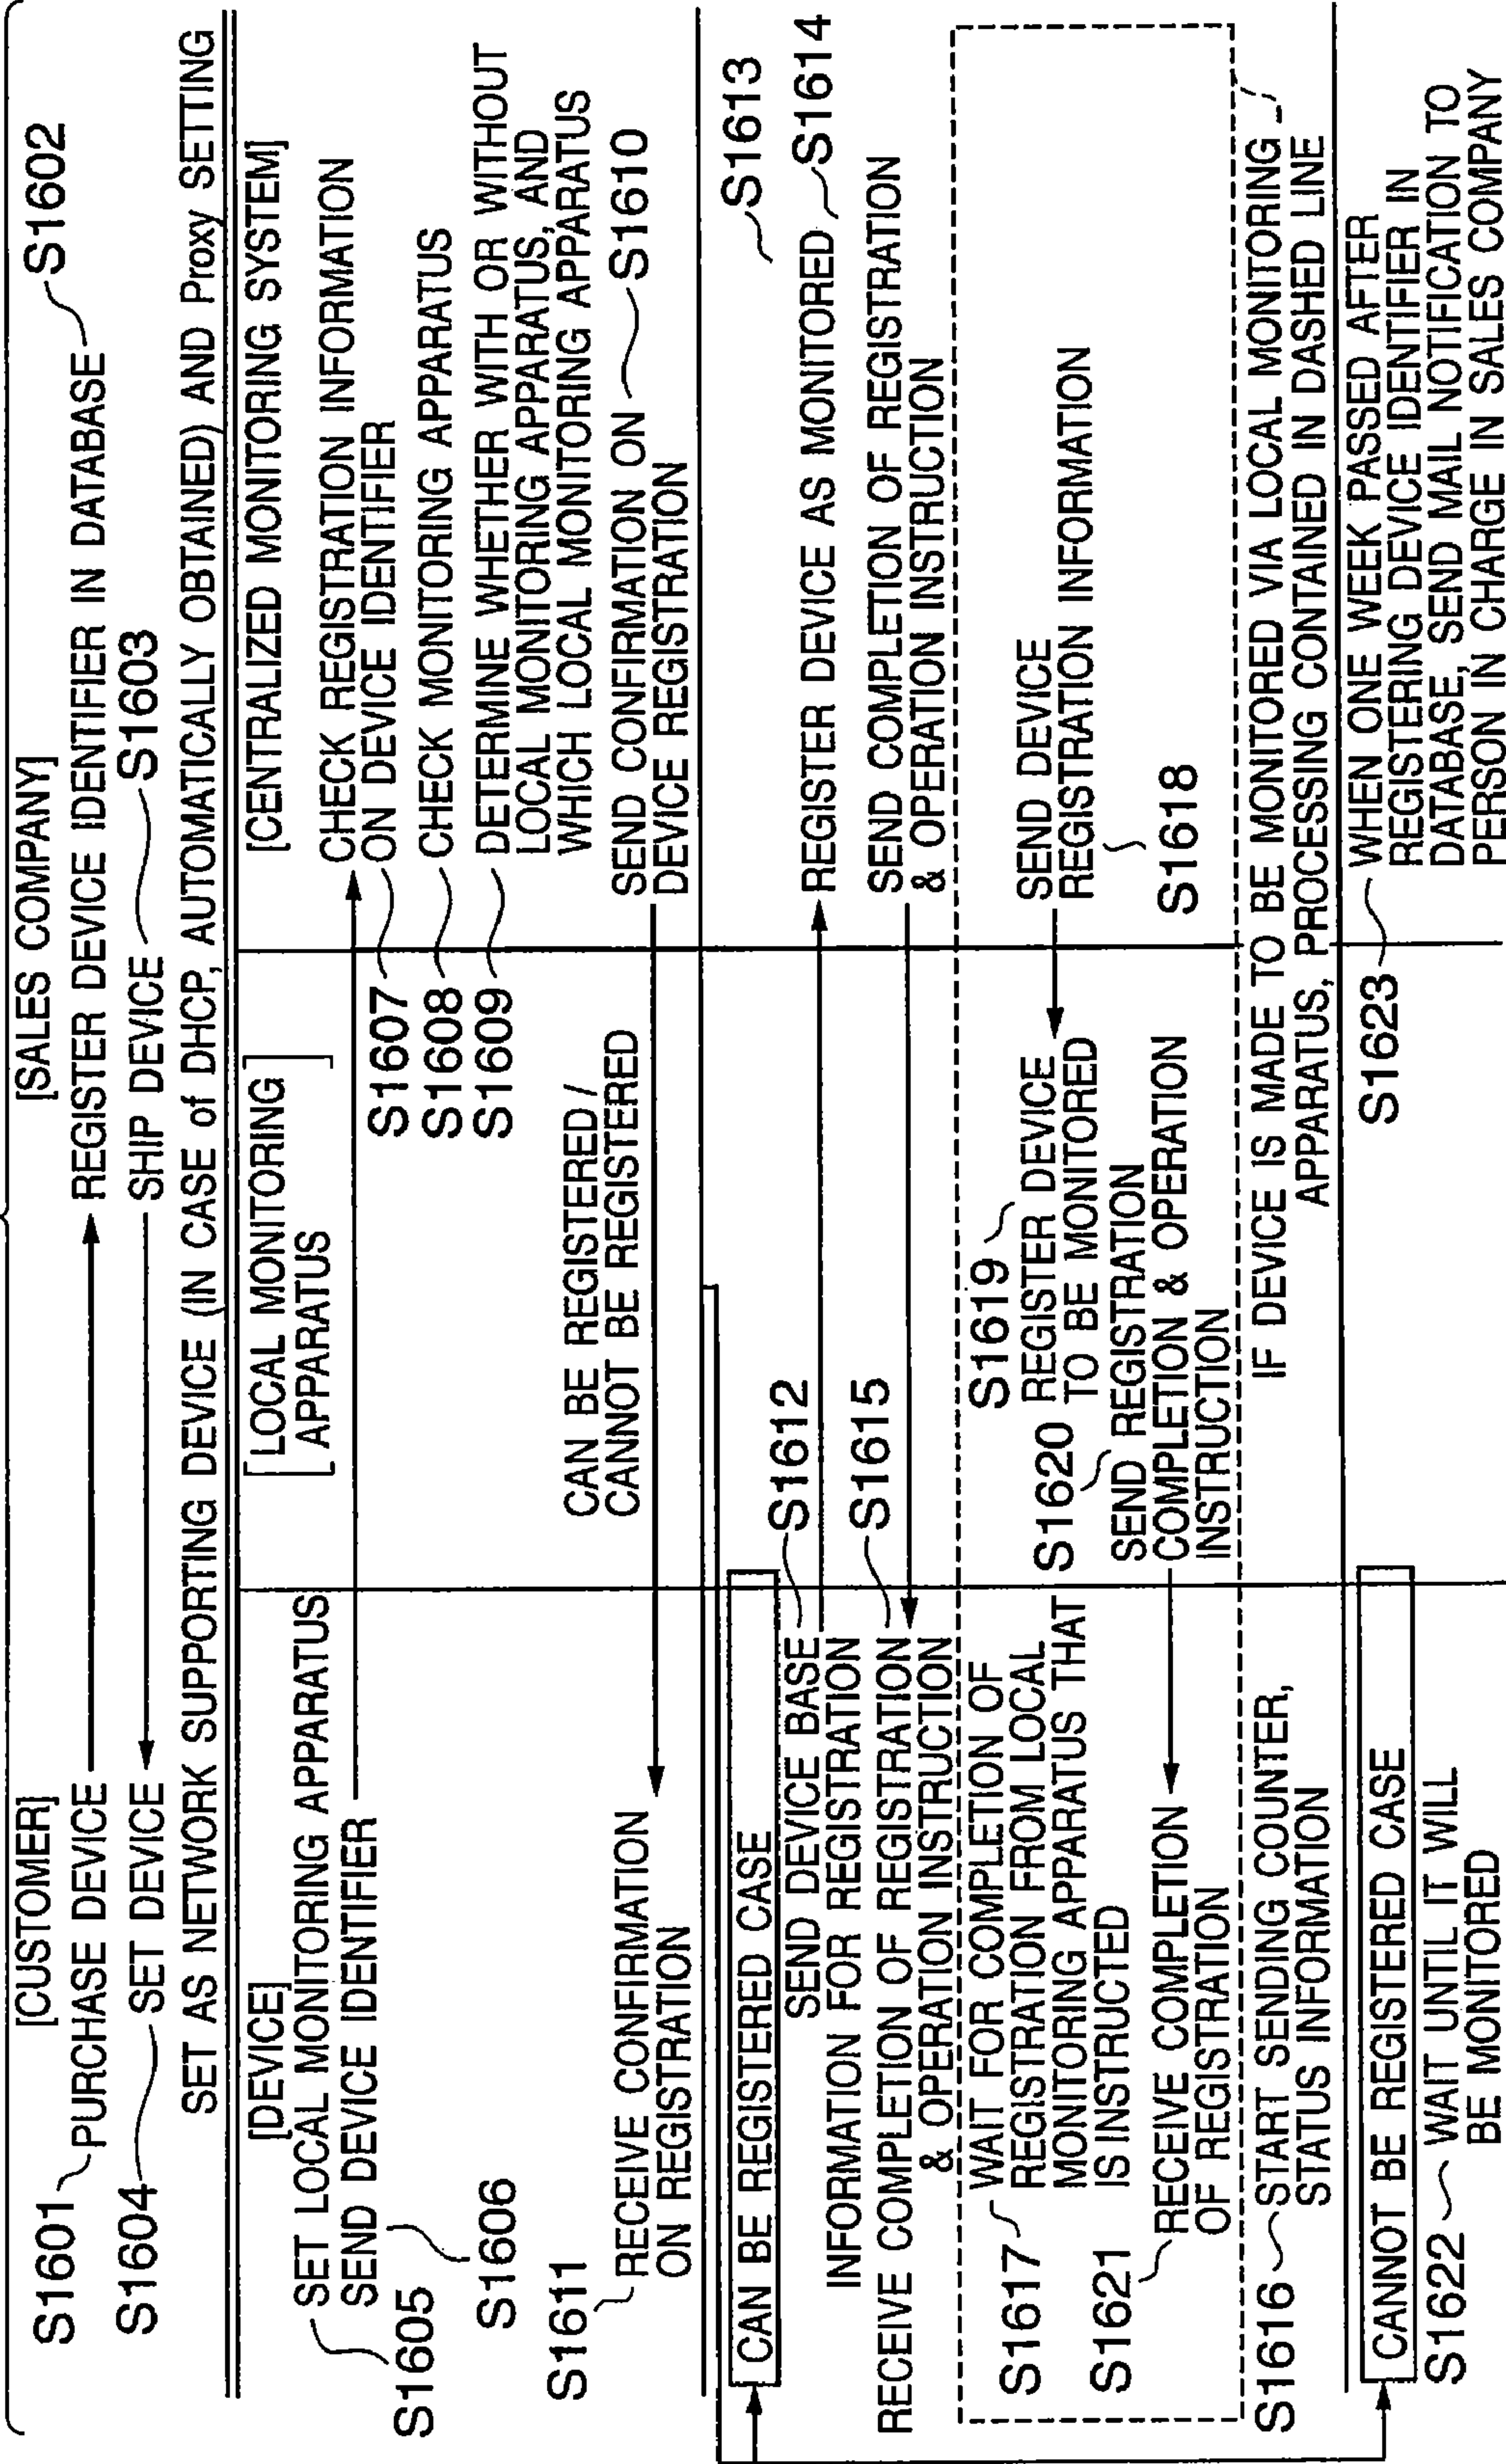 [CUSTOMER]
[SALES COMPANY]
S1601
PURCHASE DEVICE
REGISTER DEVICE IDENTIFIER IN DATABASE
S1602
S1604
SET DEVICE
SHIP DEVICE
S1603
SET AS NETWORK SUPPORTING DEVICE (IN CASE of DHCP, AUTOMATICALLY OBTAINED) AND Proxy SETTING
[DEVICE]
[LOCAL MONITORING
APPARATUS]
[CENTRALIZED MONITORING SYSTEM]
SET LOCAL MONITORING APPARATUS
SEND DEVICE IDENTIFIER
S1605
S1606
CHECK REGISTRATION INFORMATION
ON DEVICE IDENTIFIER
S1607
CHECK MONITORING APPARATUS
S1608
DETERMINE WHETHER WITH OR WITHOUT
LOCAL MONITORING APPARATUS, AND
WHICH LOCAL MONITORING APPARATUS
S1609
CAN BE REGISTERED /
CANNOT BE REGISTERED
SEND CONFIRMATION ON
DEVICE REGISTRATION
S1610
S1611
RECEIVE CONFIRMATION
ON REGISTRATION
CAN BE REGISTERED CASE
SEND DEVICE BASE
INFORMATION FOR REGISTRATION
S1612
S1613
REGISTER DEVICE AS MONITORED
S1614
SEND COMPLETION OF REGISTRATION
& OPERATION INSTRUCTION
S1615
RECEIVE COMPLETION OF REGISTRATION
& OPERATION INSTRUCTION
WAIT FOR COMPLETION OF
REGISTRATION FROM LOCAL
MONITORING APPARATUS THAT
IS INSTRUCTED
S1617
SEND DEVICE
REGISTRATION INFORMATION
S1618
S1619
REGISTER DEVICE
TO BE MONITORED
S1620
SEND REGISTRATION
COMPLETION & OPERATION
INSTRUCTION
S1621
RECEIVE COMPLETION
OF REGISTRATION
S1616
START SENDING COUNTER,
STATUS INFORMATION
IF DEVICE IS MADE TO BE MONITORED VIA LOCAL MONITORING
APPARATUS, PROCESSING CONTAINED IN DASHED LINE
CANNOT BE REGISTERED CASE
S1622
WAIT UNTIL IT WILL
BE MONITORED
S1623
WHEN ONE WEEK PASSED AFTER
REGISTERING DEVICE IDENTIFIER IN
DATABASE, SEND MAIL NOTIFICATION TO
PERSON IN CHARGE IN SALES COMPANY